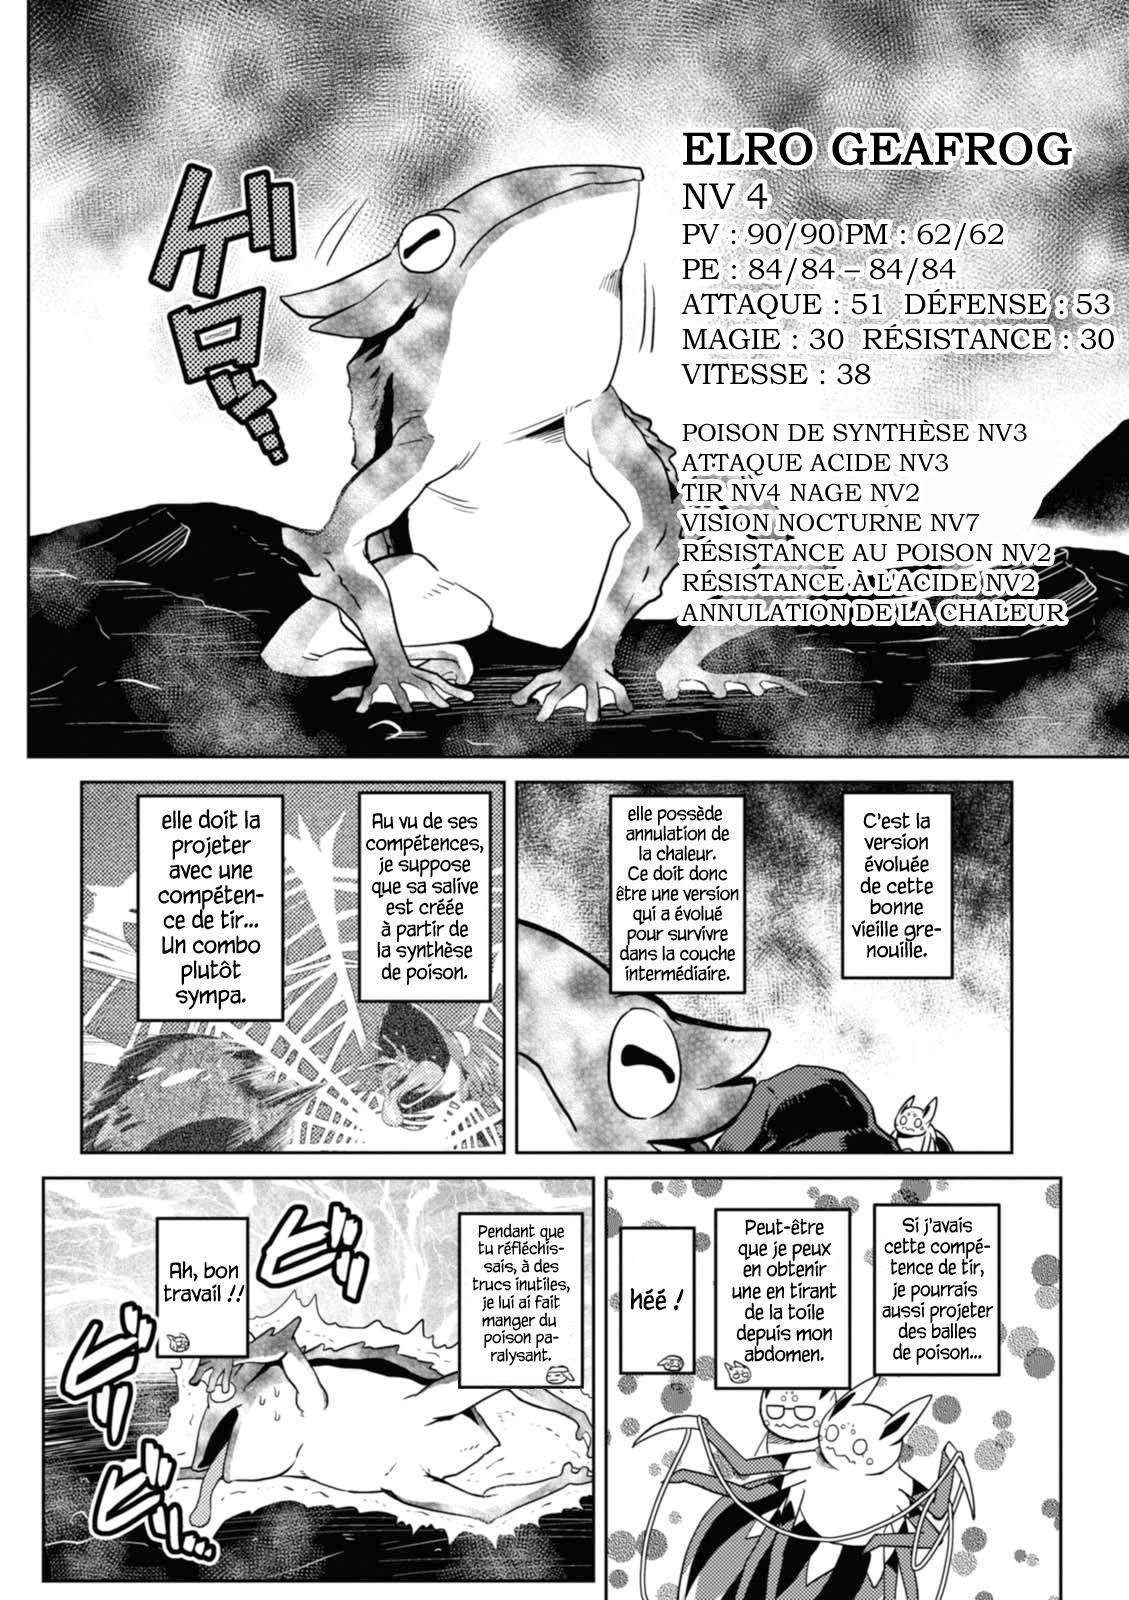 ゲロロ…
ELRO GEAFROG
NV 4
PV : 90/90 PM : 62/62
PE : 84/84 – 84/84
ATTAQUE : 51 DÉFENSE : 53
MAGIE : 30 RÉSISTANCE : 30
VITESSE : 38
POISON DE SYNTHÈSE NV3
ATTAQUE ACIDE NV3
TIR NV4 NAGE NV2
VISION NOCTURNE NV7
RÉSISTANCE AU POISON NV2
RÉSISTANCE À L'ACIDE NV2
ANNULATION DE LA CHALEUR
C'est la
version
évoluée
de cette
bonne
vieille gre-
nouille.
elle possède
annulation de
la chaleur.
Ce doit donc
être une version
qui a évolué
pour survivre
dans la couche
intermédiaire.
Au vu de ses
compétences,
je suppose
que sa salive
est créée
à partir de
la synthèse
de poison.
elle doit la
projeter
avec une
compéten-
ce de tir...
Un combo
plutôt
sympa.
Si j'avais
cette compé-
tence de tir,
je pourrais
aussi projeter
des balles
de poison...
Peut-être
que je peux
en obtenir
une en tirant
de la toile
depuis mon
abdomen.
héé !
Pendant que
tu réfléchis-
sais, à des
trucs inutiles,
je lui ai fait
manger du
poison pa-
ralysant.
Ah, bon
travail !!
ビビ
ビビ
ビビ…